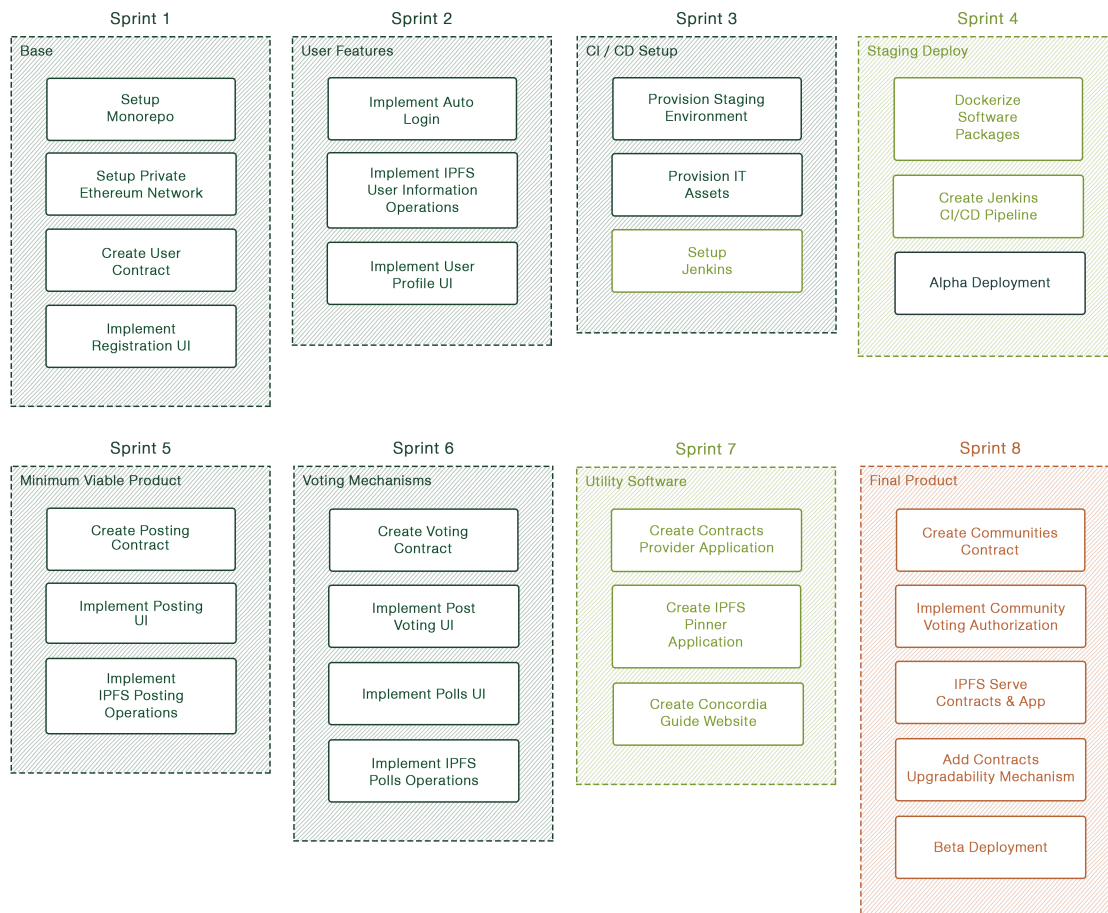 Sprint 1
Base
Setup
Monorepo
Setup Private
Ethereum Network
Create User
Contract
Implement
Registration UI
Sprint 2
User Features
Implement Auto
Login
Implement IPFS
User Information
Operations
Implement User
Profile UI
Sprint 3
CI / CD Setup
Provision Staging
Environment
Provision IT
Assets
Setup
Jenkins
Sprint 4
Staging Deploy
Dockerize
Software
Packages
Create Jenkins
CI/CD Pipeline
Alpha Deployment
Sprint 5
Minimum Viable Product
Create Posting
Contract
Implement Posting
UI
Implement
IPFS Posting
Operations
Sprint 6
Voting Mechanisms
Create Voting
Contract
Implement Post
Voting UI
Implement Polls UI
Implement IPFS
Polls Operations
Sprint 7
Utility Software
Create Contracts
Provider Application
Create IPFS
Pinner
Application
Create Concordia
Guide Website
Sprint 8
Final Product
Create Communities
Contract
Implement Community
Voting Authorization
IPFS Serve
Contracts & App
Add Contracts
Upgradability Mechanism
Beta Deployment